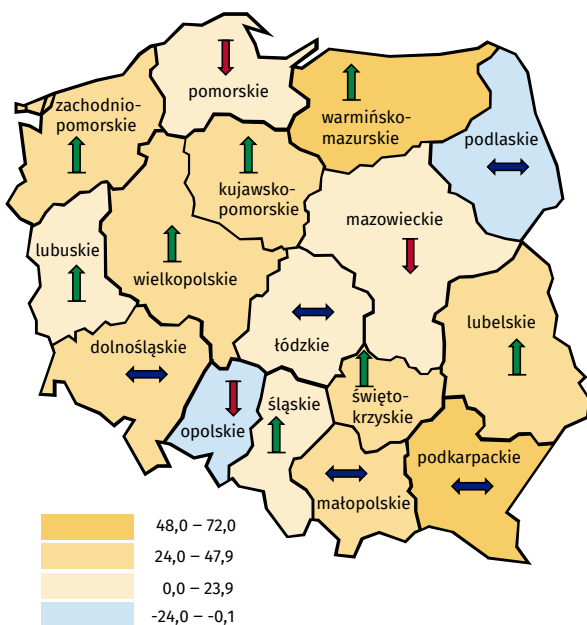 pomorskie
zachodnio-
pomorskie
warmińsko-
mazurskie
podlaskie
kujawsko-
pomorskie
mazowieckie
lubuskie
wielkopolskie
łódzkie
lubelskie
dolnośląskie
święto-
krzyskie
śląskie
opolskie
podkarpackie
małopolskie
48,0 – 72,0
24,0 – 47,9
0,0 – 23,9
-24,0 – -0,1